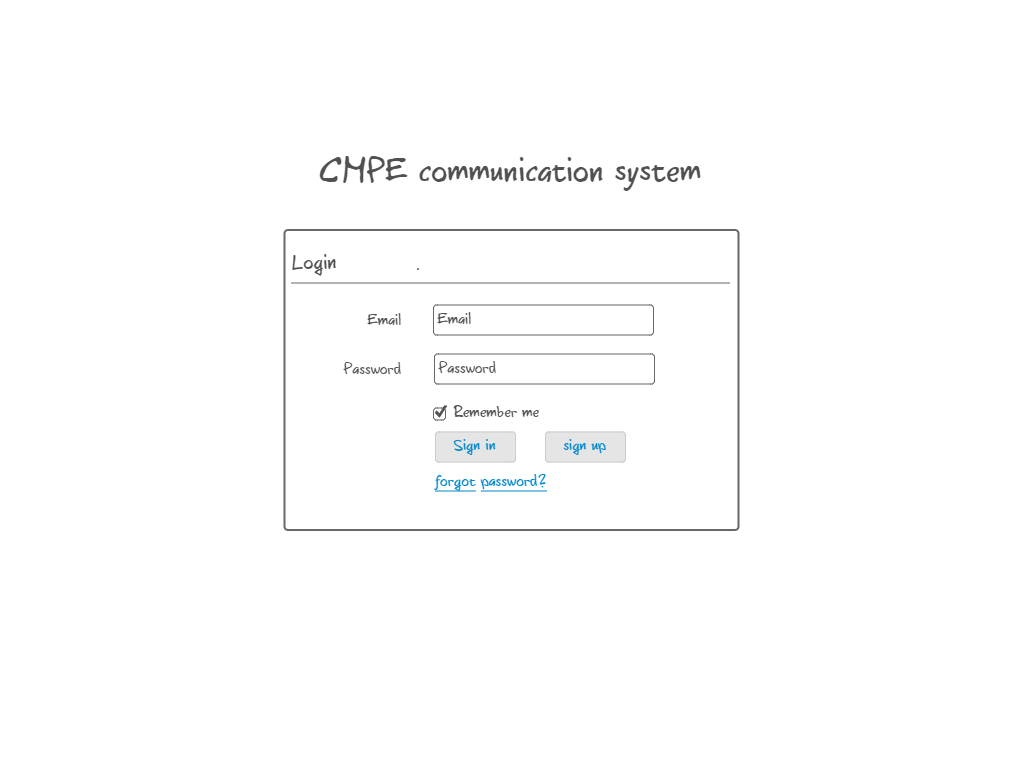 CMPE communication system
Login .
Email Email
Password Password
Remember me
Sign in sign up
forgot password?